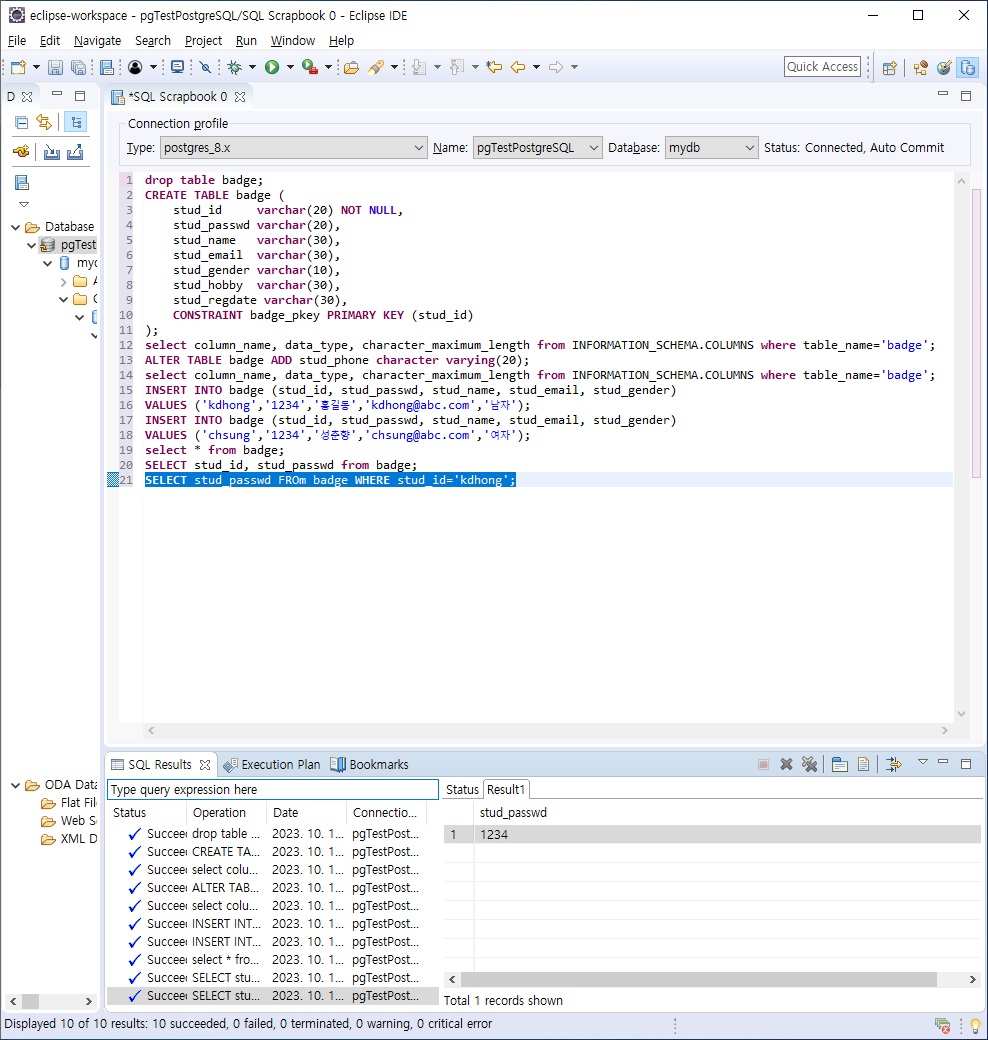 eclipse-workspace - pgTestPostgreSQL/SQL Scrapbook 0 - Eclipse IDE
File Edit Navigate Search Project Run Window Help
Quick Access
D
*SQL Scrapbook 0
Connection profile
Type: postgres_8.x Name: pgTestPostgreSQL Database: mydb Status: Connected, Auto Commit
Database
pgTest
myc
A
C
1 drop table badge;
2 CREATE TABLE badge (
3 stud_id varchar(20) NOT NULL,
4 stud_passwd varchar(20),
5 stud_name varchar(30),
6 stud_email varchar(30),
7 stud_gender varchar(10),
8 stud_hobby varchar(30),
9 stud_regdate varchar(30),
10 CONSTRAINT badge_pkey PRIMARY KEY (stud_id)
11 );
12 select column_name, data_type, character_maximum_length from INFORMATION_SCHEMA.COLUMNS where table_name='badge';
13 ALTER TABLE badge ADD stud_phone character varying(20);
14 select column_name, data_type, character_maximum_length from INFORMATION_SCHEMA.COLUMNS where table_name='badge';
15 INSERT INTO badge (stud_id, stud_passwd, stud_name, stud_email, stud_gender)
16 VALUES ('kdhong','1234','홍길동','kdhong@abc.com','남자');
17 INSERT INTO badge (stud_id, stud_passwd, stud_name, stud_email, stud_gender)
18 VALUES ('chsung','1234','성춘향','chsung@abc.com','여자');
19 select * from badge;
20 SELECT stud_id, stud_passwd from badge;
21 SELECT stud_passwd FROm badge WHERE stud_id='kdhong';
ODA Data
Flat File
Web S
XML D
SQL Results Execution Plan Bookmarks
Type query expression here
Status Operation Date Connectio...
Succee drop table ... 2023. 10. 1... pgTestPost...
Succee CREATE TA... 2023. 10. 1... pgTestPost...
Succee select colu... 2023. 10. 1... pgTestPost...
Succee ALTER TAB... 2023. 10. 1... pgTestPost...
Succee select colu... 2023. 10. 1... pgTestPost...
Succee INSERT INT... 2023. 10. 1... pgTestPost...
Succee INSERT INT... 2023. 10. 1... pgTestPost...
Succee select * fro... 2023. 10. 1... pgTestPost...
Succee SELECT stu... 2023. 10. 1... pgTestPost...
Succee SELECT stu... 2023. 10. 1... pgTestPost...
Status Result1
stud_passwd
1 1234
Total 1 records shown
Displayed 10 of 10 results: 10 succeeded, 0 failed, 0 terminated, 0 warning, 0 critical error